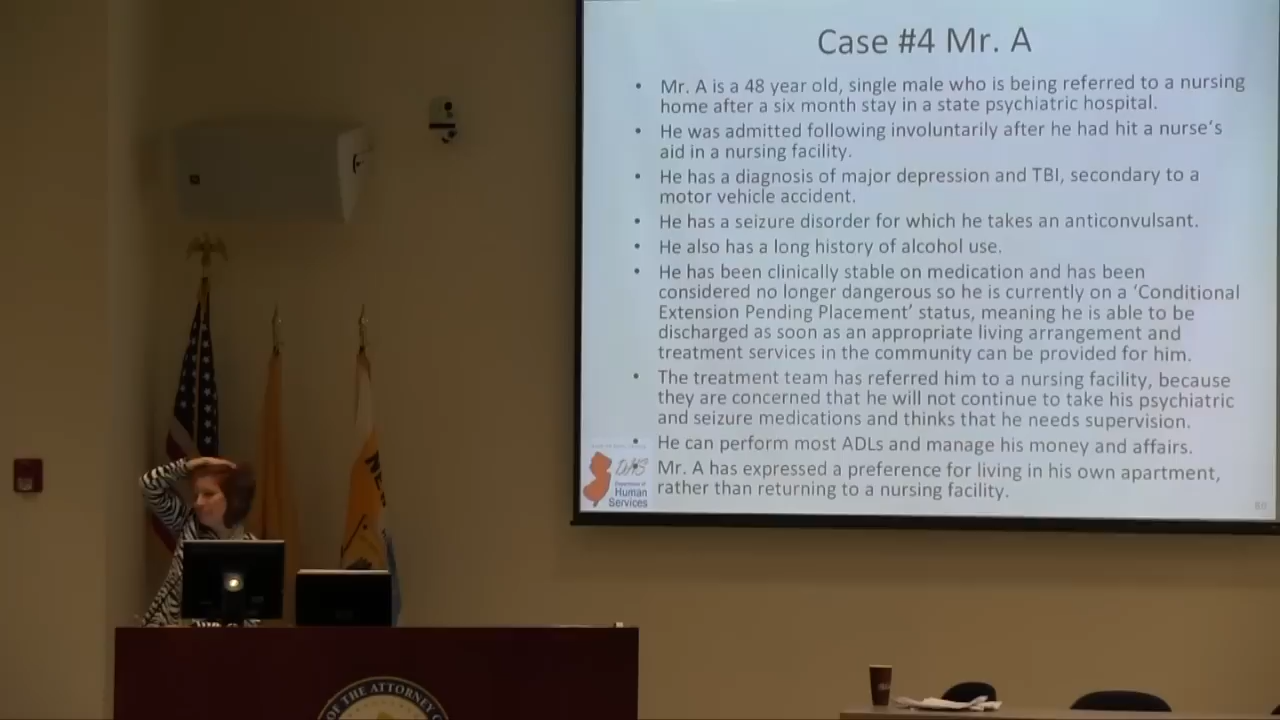 Case #4 Mr. A
• Mr. A is a 48 year old, single male who is being referred to a nursing
home after a six month stay in a state psychiatric hospital.
• He was admitted following involuntarily after he had hit a nurse's
aid in a nursing facility.
• He has a diagnosis of major depression and TBI, secondary to a
motor vehicle accident.
• He has a seizure disorder for which he takes an anticonvulsant.
• He also has a long history of alcohol use.
• He has been clinically stable on medication and has been
considered no longer dangerous so he is currently on a 'Conditional
Extension Pending Placement' status, meaning he is able to be
discharged as soon as an appropriate living arrangement and
treatment services in the community can be provided for him.
• The treatment team has referred him to a nursing facility, because
they are concerned that he will not continue to take his psychiatric
and seizure medications and thinks that he needs supervision.
• He can perform most ADLs and manage his money and affairs.
Mr. A has expressed a preference for living in his own apartment,
rather than returning to a nursing facility.
DAS
Human
Services
OF THE ATTORNEY